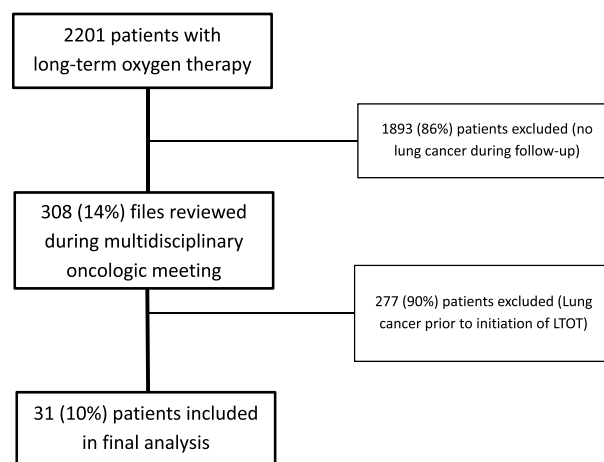 2201 patients with
long-term oxygen therapy
1893 (86%) patients excluded (no
lung cancer during follow-up)
308 (14%) files reviewed
during multidisciplinary
oncologic meeting
277 (90%) patients excluded (Lung
cancer prior to initiation of LTOT)
31 (10%) patients included
in final analysis